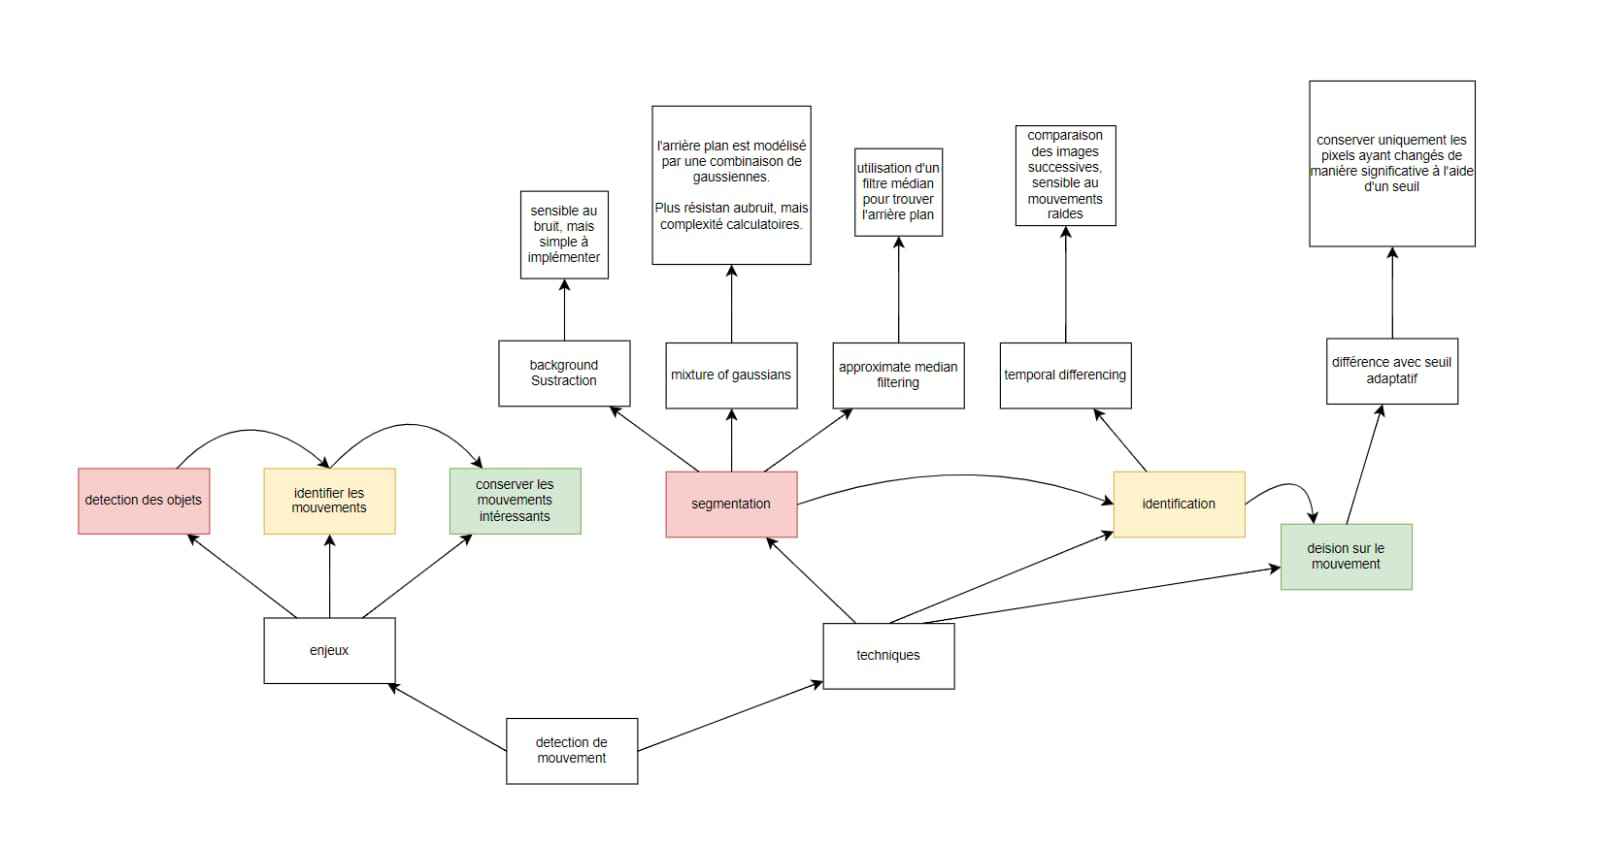 conserver uniquement les
pixels ayant changés de
manière significative à l'aide
d'un seuil
comparaison
des images
successives,
sensible au
mouvements
raides
l'arrière plan est modélisé
par une combinaison de
gaussiennes.
Plus résistan aubruit, mais
complexité calculatoires.
utilisation d'un
filtre médian
pour trouver
l'arrière plan
sensible au
bruit, mais
simple à
implémenter
background
Sustraction
mixture of gaussians
approximate median
filtering
temporal differencing
différence avec seuil
adaptatif
detection des objets
identifier les
mouvements
conserver les
mouvements
intéressants
segmentation
identification
deision sur le
mouvement
enjeux
techniques
detection de
mouvement